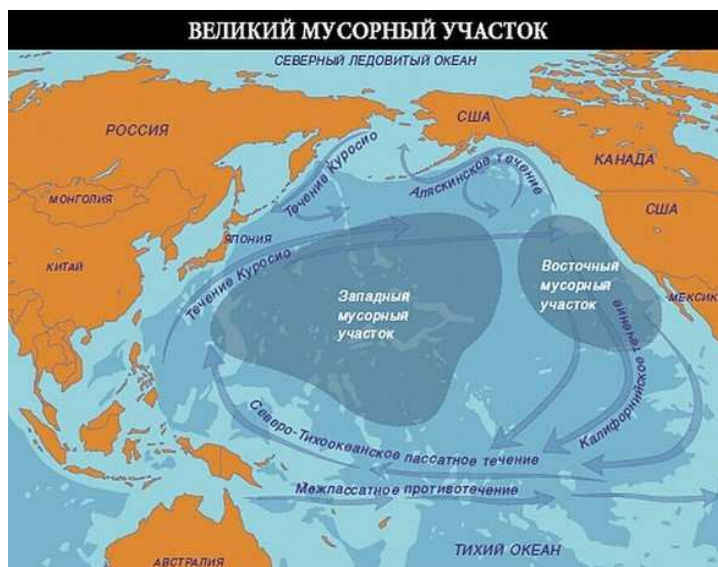 ВЕЛИКИЙ МУСОРНЫЙ УЧАСТОК
СЕВЕРНЫЙ ЛЕДОВИТЫЙ ОКЕАН
РОССИЯ
США
КАНАДА
Течение Куросио
Аляскинское течение
МОНГОЛИЯ
США
ЯПОНИЯ
КИТАЙ
Течение Куросио
Западный
мусорный
участок
Восточный
мусорный
участок
МЕКСИК
Калифорнийское течение
Северо-Тихоокеанское пассатное течение
Межпассатное противотечение
ТИХИЙ ОКЕАН
АВСТРАЛИЯ